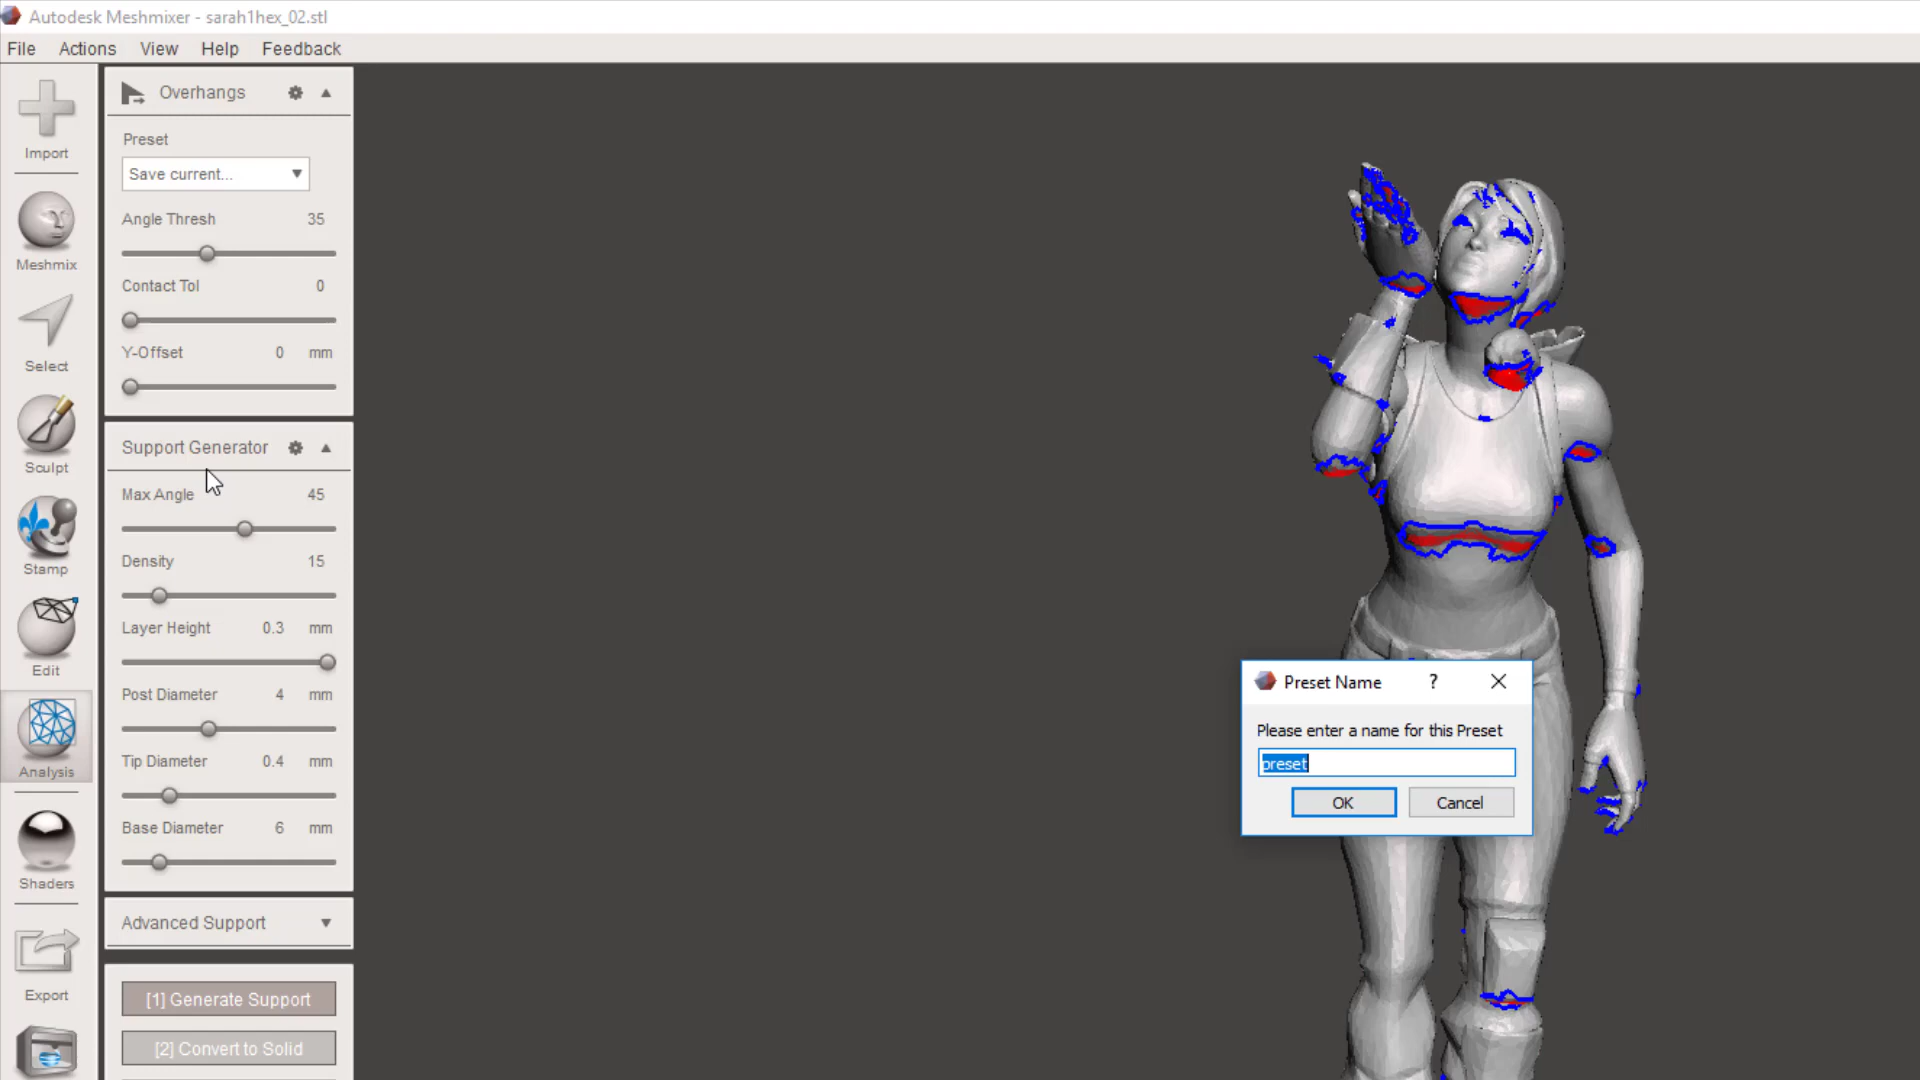 Autodesk Meshmixer - sarah1hex_02.stl
File Actions View Help Feedback
Import
Meshmix
Select
Sculpt
Stamp
Edit
Analysis
Shaders
Export
Overhangs
Preset
Save current...
Angle Thresh 35
Contact Tol 0
Y-Offset 0 mm
Support Generator
Max Angle 45
Density 15
Layer Height 0.3 mm
Post Diameter 4 mm
Tip Diameter 0.4 mm
Base Diameter 6 mm
Advanced Support
[1] Generate Support
[2] Convert to Solid
Preset Name ?
Please enter a name for this Preset
preset
OK Cancel